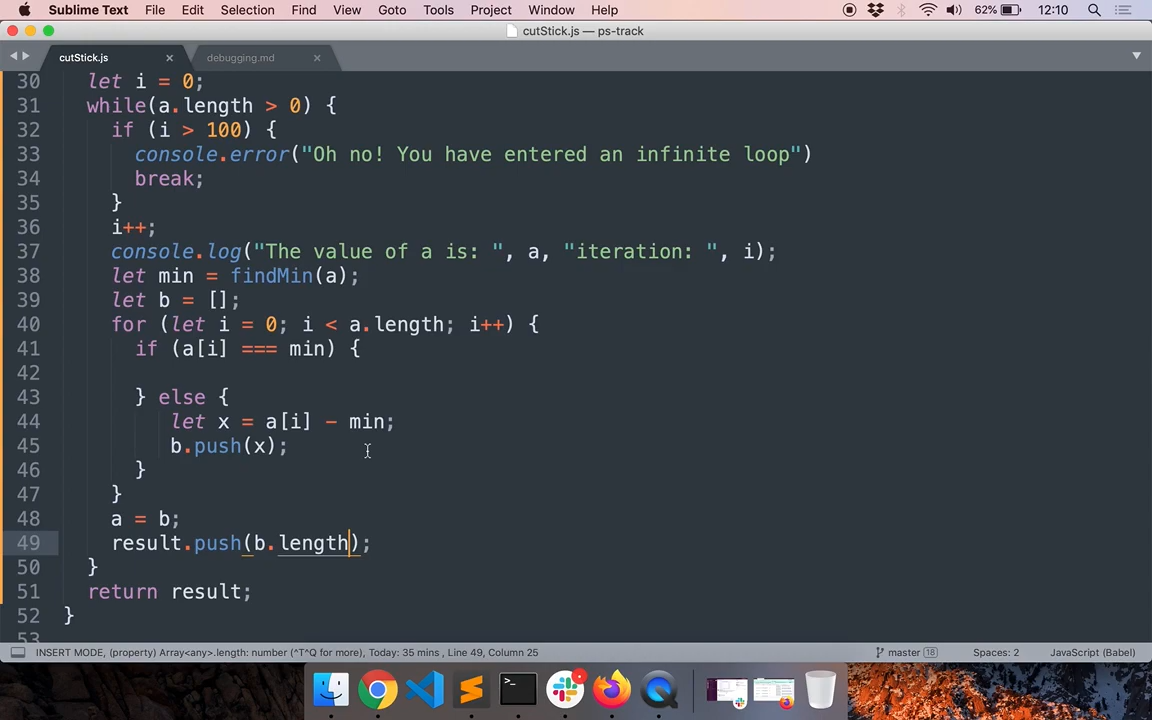 Sublime Text File Edit Selection Find View Goto Tools Project Window Help 62% 12:10
cutStick.js — ps-track
cutStick.js debugging.md
30 let i = 0;
31 while(a.length > 0) {
32 if (i > 100) {
33 console.error("Oh no! You have entered an infinite loop")
34 break;
35 }
36 i++;
37 console.log("The value of a is: ", a, "iteration: ", i);
38 let min = findMin(a);
39 let b = [];
40 for (let i = 0; i < a.length; i++) {
41 if (a[i] === min) {
42
43 } else {
44 let x = a[i] - min;
45 b.push(x);
46 }
47 }
48 a = b;
49 result.push(b.length);
50 }
51 return result;
52 }
53
INSERT MODE, (property) Array<any>.length: number (^T^Q for more), Today: 35 mins , Line 49, Column 25 master 18 Spaces: 2 JavaScript (Babel)
>_